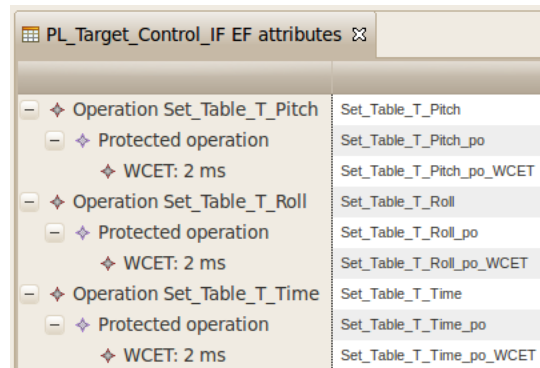 PL_Target_Control_IF EF attributes
Operation Set_Table_T_Pitch Set_Table_T_Pitch
Protected operation Set_Table_T_Pitch_po
WCET: 2 ms Set_Table_T_Pitch_po_WCET
Operation Set_Table_T_Roll Set_Table_T_Roll
Protected operation Set_Table_T_Roll_po
WCET: 2 ms Set_Table_T_Roll_po_WCET
Operation Set_Table_T_Time Set_Table_T_Time
Protected operation Set_Table_T_Time_po
WCET: 2 ms Set_Table_T_Time_po_WCET